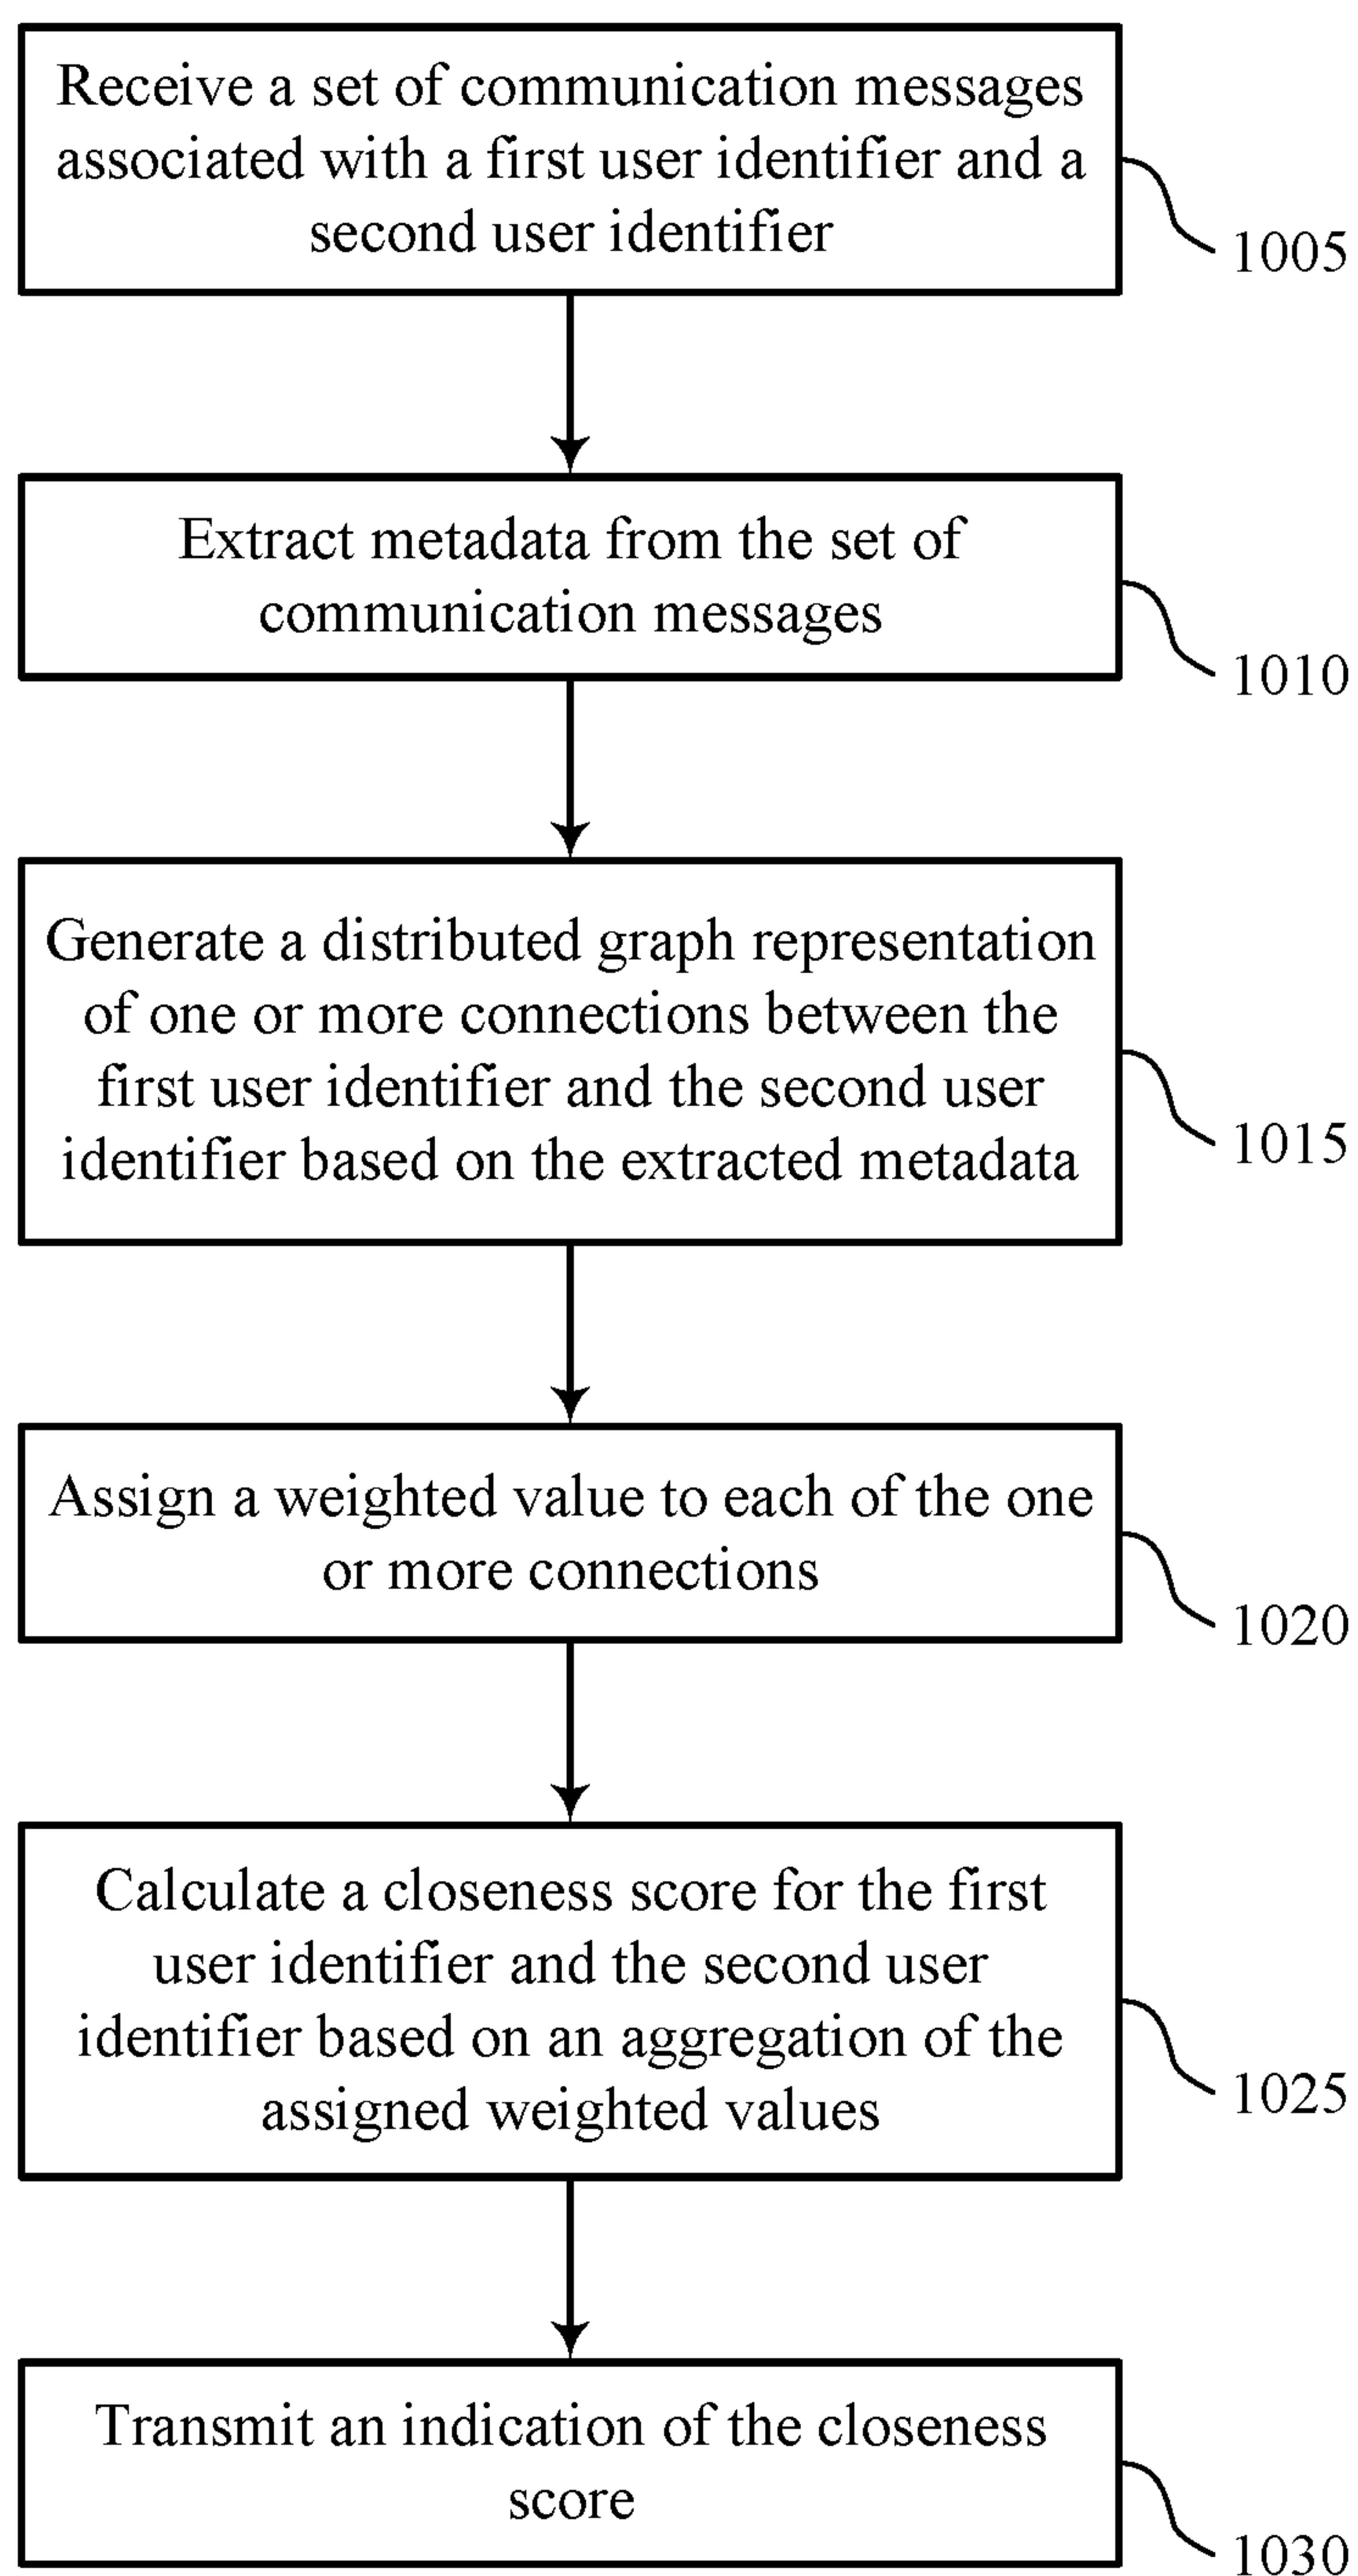 Receive a set of communication messages
associated with a first user identifier and a
second user identifier
1005
Extract metadata from the set of
communication messages
1010
Generate a distributed graph representation
of one or more connections between the
first user identifier and the second user
identifier based on the extracted metadata
1015
Assign a weighted value to each of the one
or more connections
1020
Calculate a closeness score for the first
user identifier and the second user
identifier based on an aggregation of the
assigned weighted values
1025
Transmit an indication of the closeness
score
1030